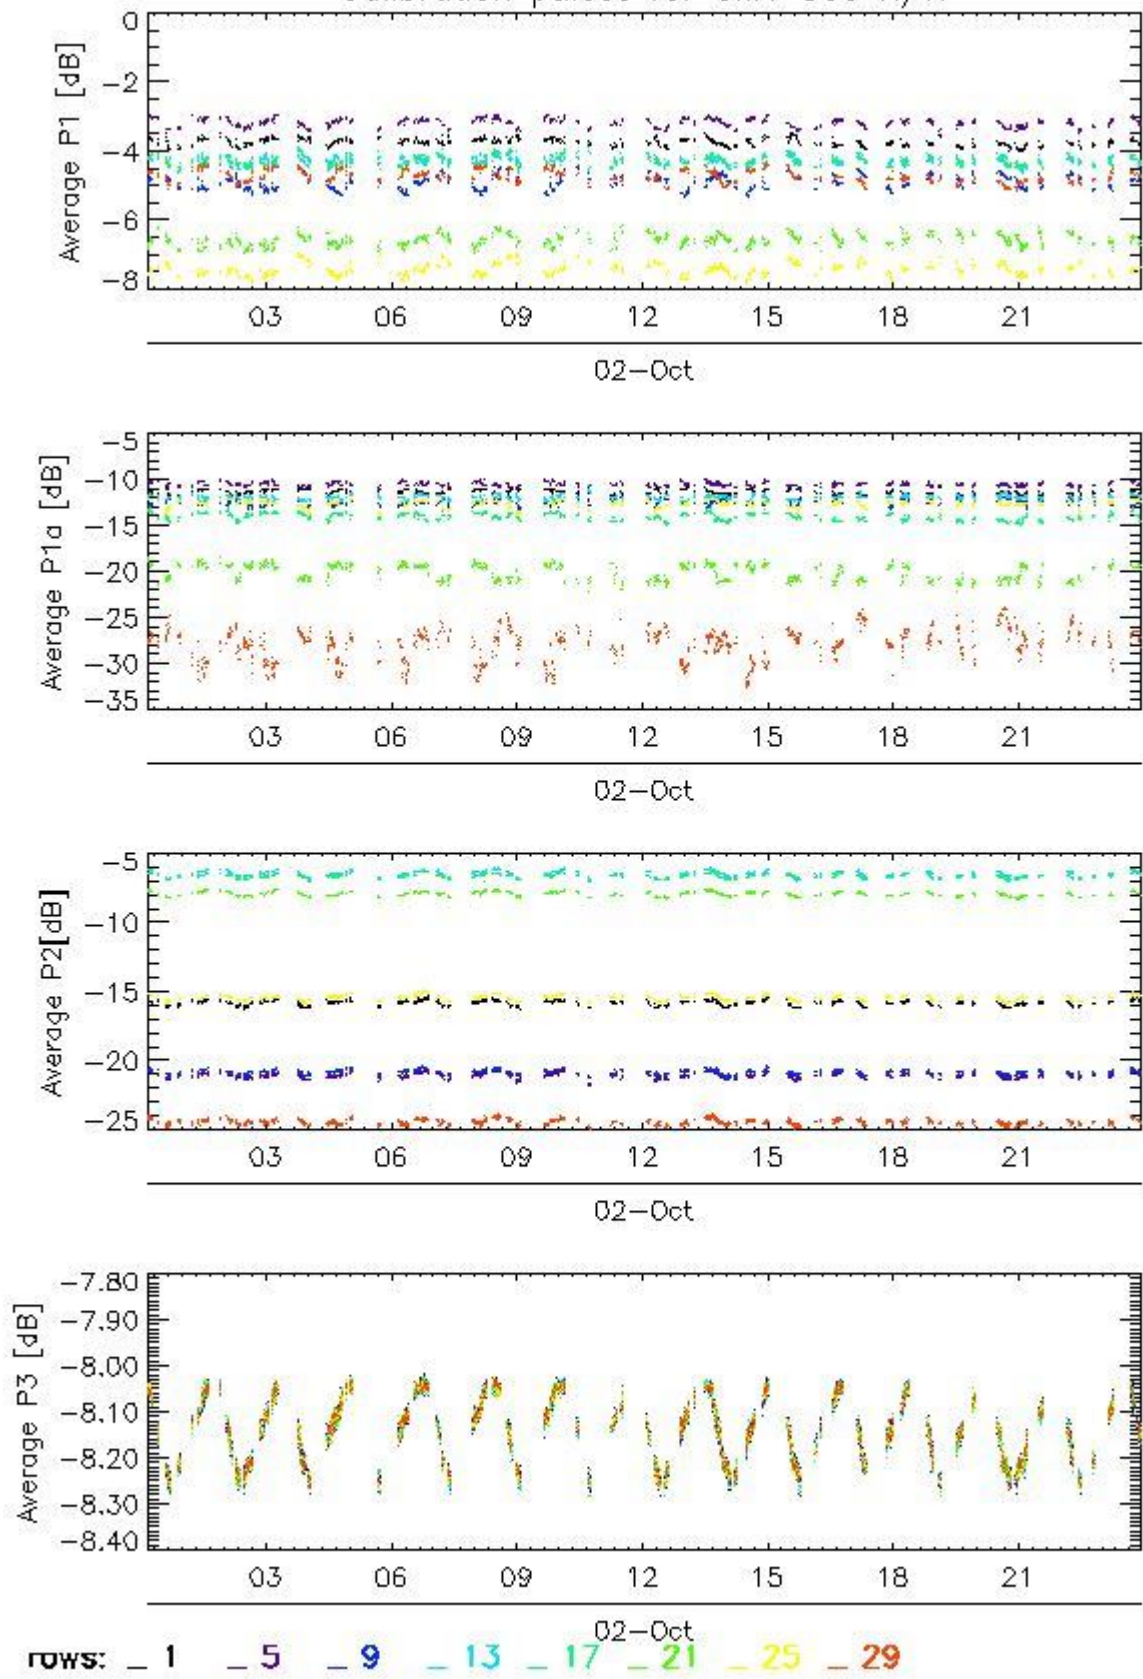 Average P1 [dB]
0
-2
-4
-6
-8
03 06 09 12 15 18 21
02-Oct
Average P1a [dB]
-5
-10
-15
-20
-25
-30
-35
03 06 09 12 15 18 21
02-Oct
Average P2[dB]
-5
-10
-15
-20
-25
03 06 09 12 15 18 21
02-Oct
Average P3 [dB]
-7.80
-7.90
-8.00
-8.10
-8.20
-8.30
-8.40
03 06 09 12 15 18 21
02-Oct
rows: _ 1 _ 5 _ 9 _ 13 _ 17 _ 21 _ 25 _ 29